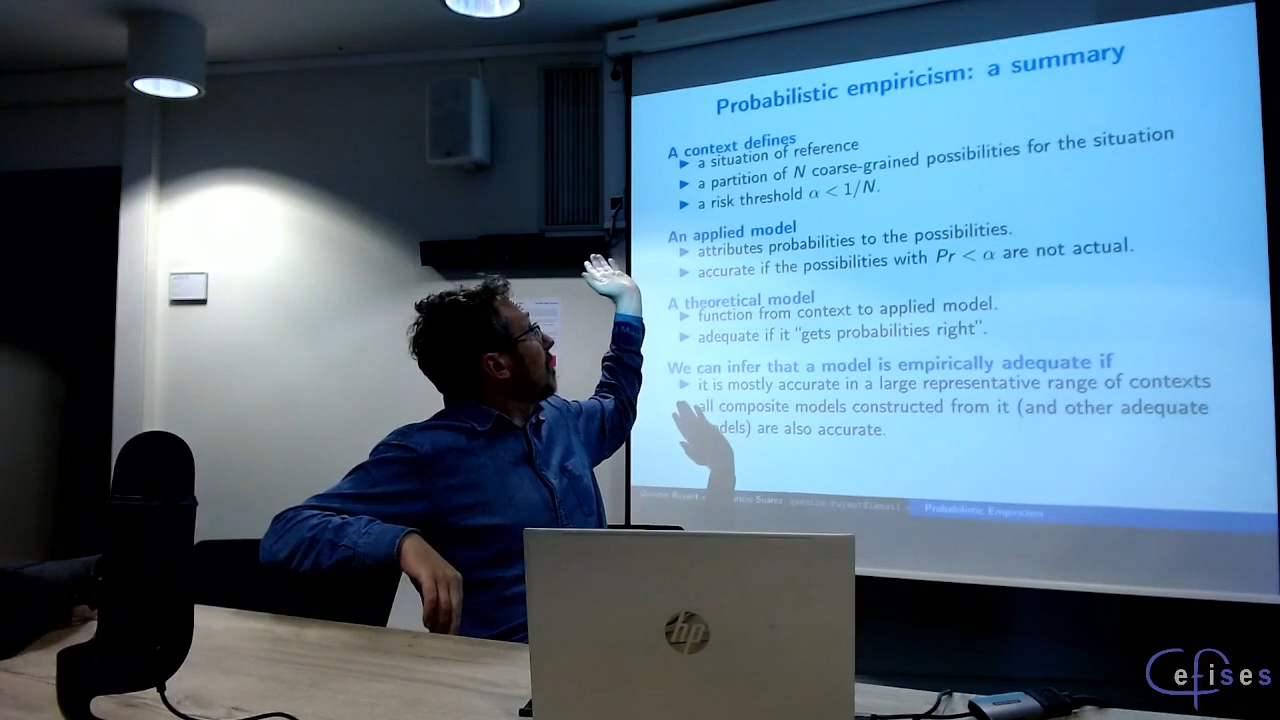 Probabilistic empiricism: a summary
A context defines
a situation of reference
a partition of N coarse-grained possibilities for the situation
a risk threshold α < 1/N.
An applied model
attributes probabilities to the possibilities.
accurate if the possibilities with Pr < α are not actual.
A theoretical model
function from context to applied model.
adequate if it "gets probabilities right".
We can infer that a model is empirically adequate if
it is mostly accurate in a large representative range of contexts
all composite models constructed from it (and other adequate
are also accurate.
Quentin Ruyant Suárez
Probabilistic Empiricism
hp
Cefises